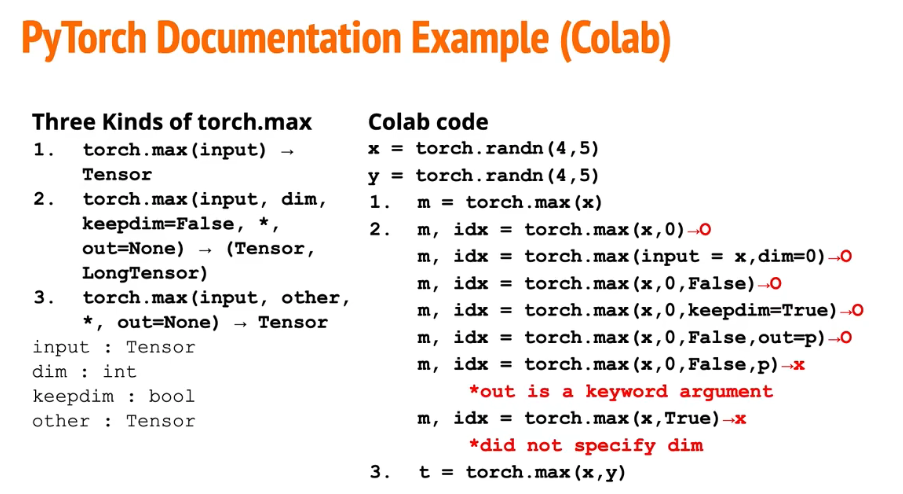 PyTorch Documentation Example (Colab)
Three Kinds of torch.max
1. torch.max(input) →
Tensor
2. torch.max(input, dim,
keepdim=False, *,
out=None) → (Tensor,
LongTensor)
3. torch.max(input, other,
*, out=None) → Tensor
input : Tensor
dim : int
keepdim : bool
other : Tensor
Colab code
x = torch.randn(4,5)
y = torch.randn(4,5)
1. m = torch.max(x)
2. m, idx = torch.max(x,0)→O
m, idx = torch.max(input = x,dim=0)→O
m, idx = torch.max(x,0,False)→O
m, idx = torch.max(x,0,keepdim=True)→O
m, idx = torch.max(x,0,False,out=p)→O
m, idx = torch.max(x,0,False,p)→x
*out is a keyword argument
m, idx = torch.max(x,True)→x
*did not specify dim
3. t = torch.max(x,y)